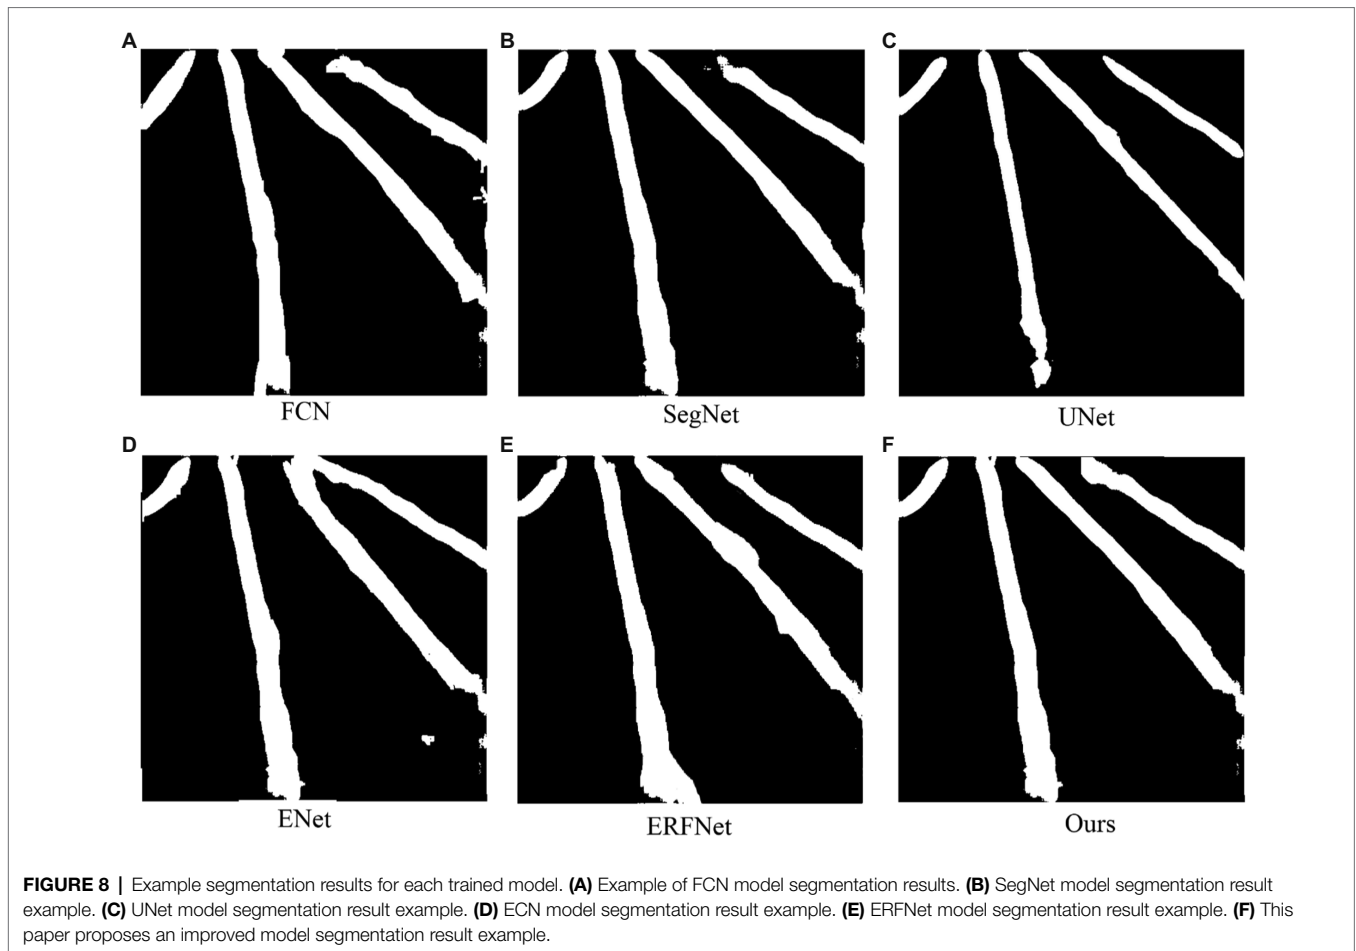 A
B
C
FCN
SegNet
UNet
D
E
F
ENet
ERFNet
Ours
FIGURE 8 | Example segmentation results for each trained model. (A) Example of FCN model segmentation results. (B) SegNet model segmentation result
example. (C) UNet model segmentation result example. (D) ECN model segmentation result example. (E) ERFNet model segmentation result example. (F) This
paper proposes an improved model segmentation result example.